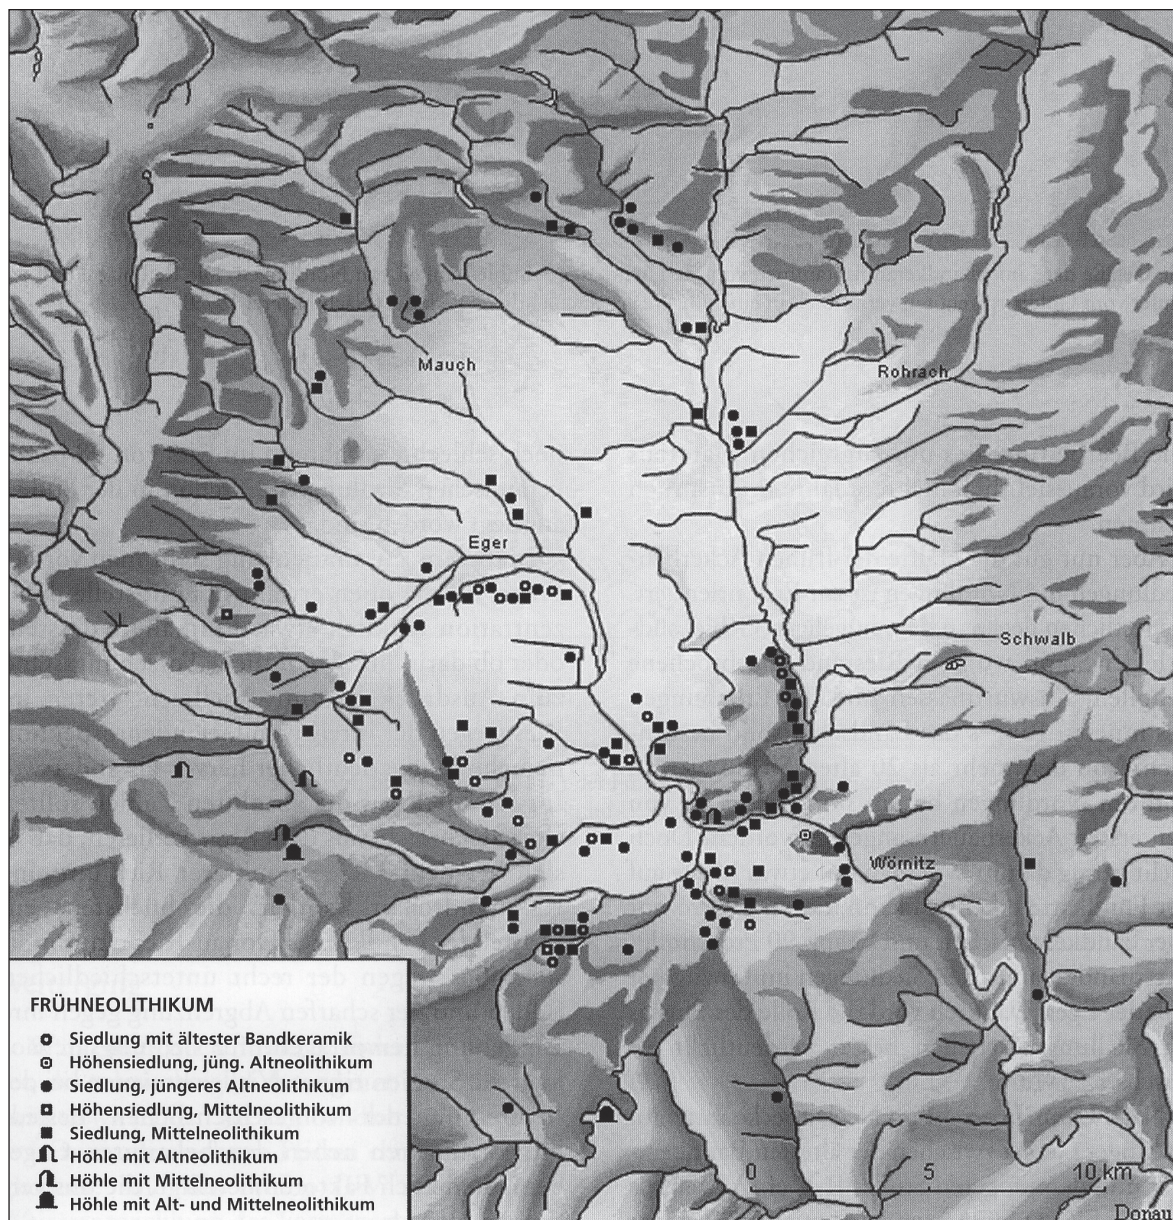 Mauch
Rohrach
Eger
Schwalb
Wörnitz
FRÜHNEOLITHIKUM
Siedlung mit ältester Bandkeramik
Höhensiedlung, jüng. Altneolithikum
Siedlung, jüngeres Altneolithikum
Höhensiedlung, Mittelneolithikum
Siedlung, Mittelneolithikum
Höhle mit Altneolithikum
Höhle mit Mittelneolithikum
Höhle mit Alt- und Mittelneolithikum
0 5 10 km
Donau